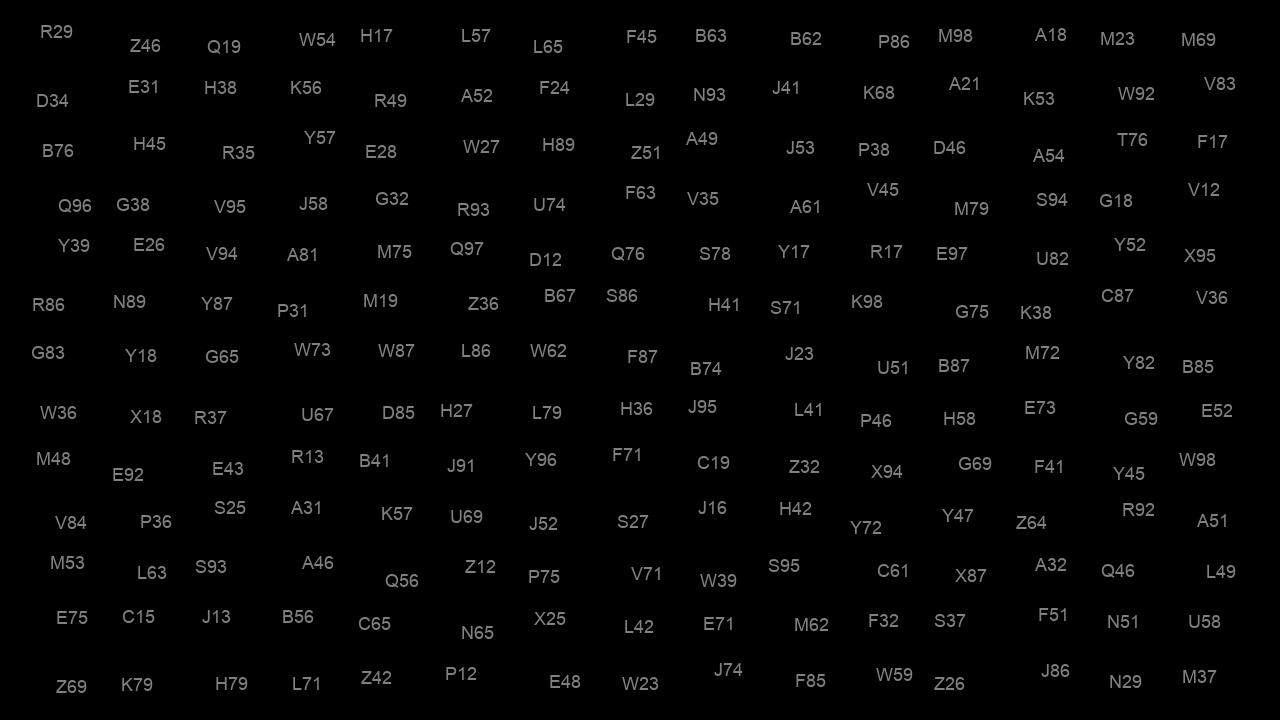 R29 Z46 Q19 W54 H17 L57 L65 F45 B63 B62 P86 M98 A18 M23 M69
D34 E31 H38 K56 R49 A52 F24 L29 N93 J41 K68 A21 K53 W92 V83
B76 H45 R35 Y57 E28 W27 H89 Z51 A49 J53 P38 D46 A54 T76 F17
Q96 G38 V95 J58 G32 R93 U74 F63 V35 A61 V45 M79 S94 G18 V12
Y39 E26 V94 A81 M75 Q97 D12 Q76 S78 Y17 R17 E97 U82 Y52 X95
R86 N89 Y87 P31 M19 Z36 B67 S86 H41 S71 K98 G75 K38 C87 V36
G83 Y18 G65 W73 W87 L86 W62 F87 B74 J23 U51 B87 M72 Y82 B85
W36 X18 R37 U67 D85 H27 L79 H36 J95 L41 P46 H58 E73 G59 E52
M48 E92 E43 R13 B41 J91 Y96 F71 C19 Z32 X94 G69 F41 Y45 W98
V84 P36 S25 A31 K57 U69 J52 S27 J16 H42 Y72 Y47 Z64 R92 A51
M53 L63 S93 A46 Q56 Z12 P75 V71 W39 S95 C61 X87 A32 Q46 L49
E75 C15 J13 B56 C65 N65 X25 L42 E71 M62 F32 S37 F51 N51 U58
Z69 K79 H79 L71 Z42 P12 E48 W23 J74 F85 W59 Z26 J86 N29 M37